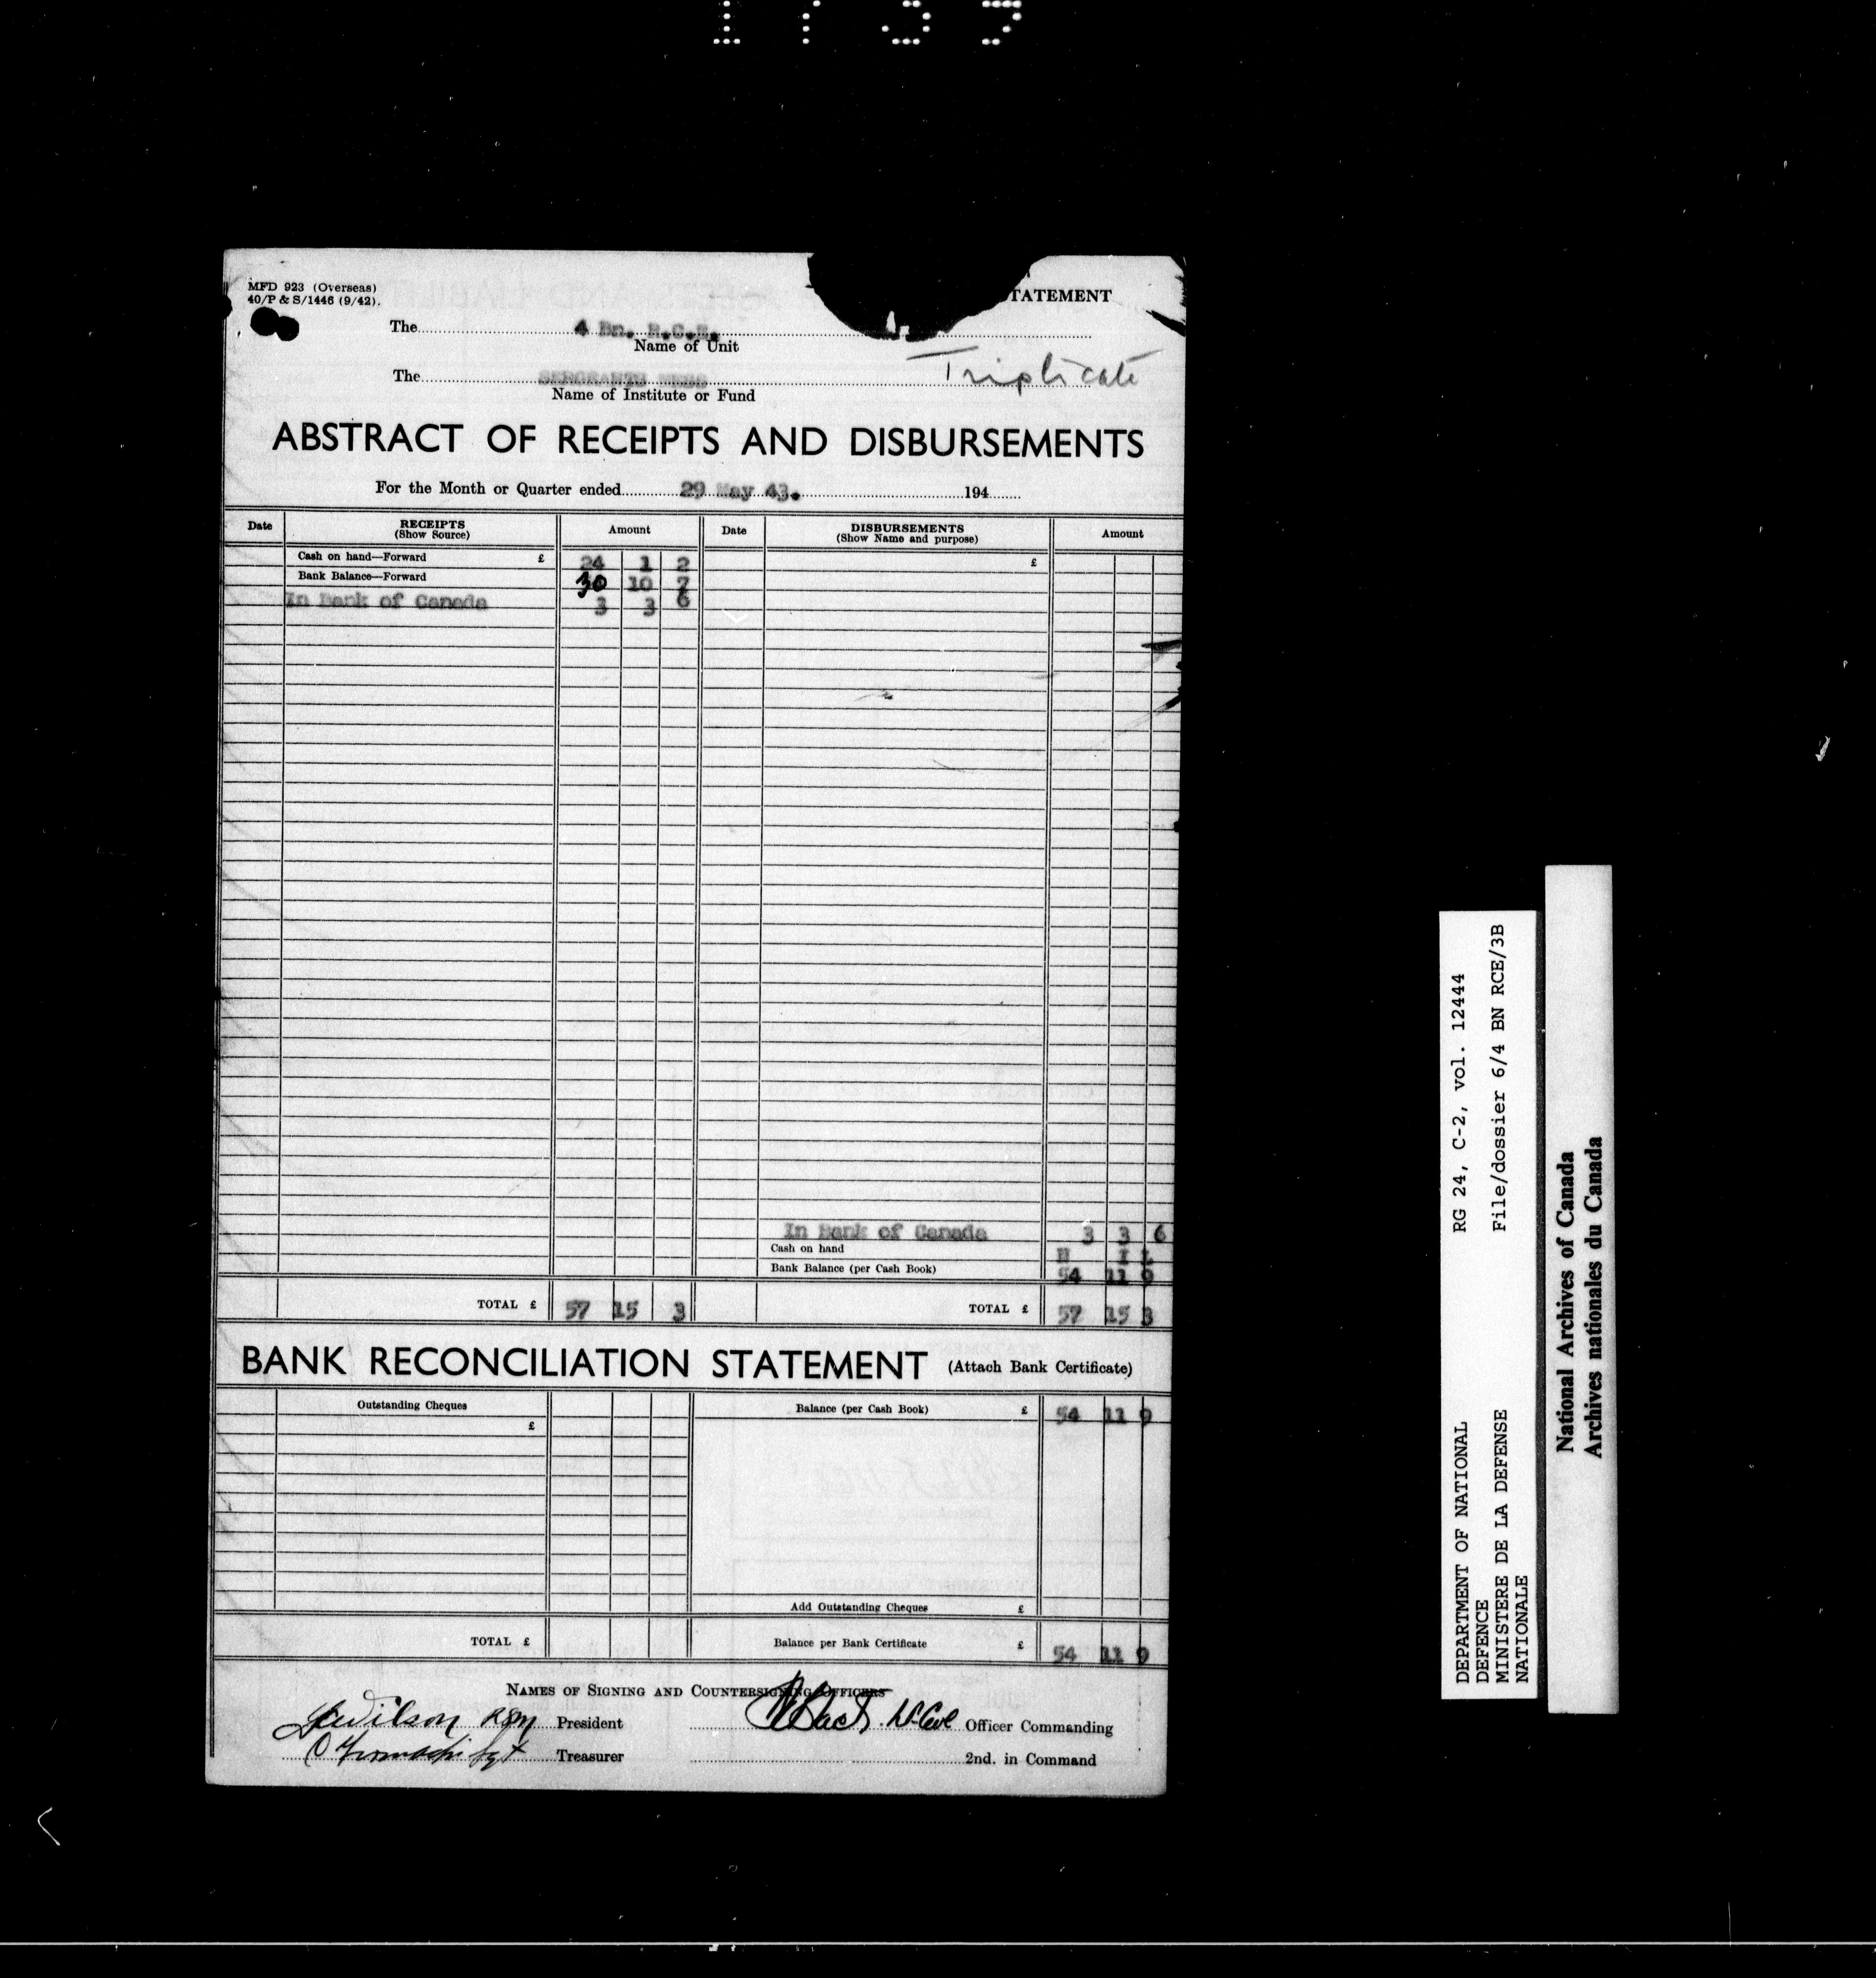 1735
MFD 923 (Overseas)
40/P & S/1446 (9/42).
TATEMENT
The 4 Bn. R.C.E.
Name of Unit
Triplicate
The SERGEANTS MESS
Name of Institute or Fund
ABSTRACT OF RECEIPTS AND DISBURSEMENTS
For the Month or Quarter ended 29 May 43. 194
Date RECEIPTS (Show Source) Amount Date DISBURSEMENTS (Show Name and purpose) Amount
Cash on hand—Forward £ 24 1 2 £
Bank Balance—Forward 30 10 7
In Bank of Canada 3 3 6
In Bank of Canada 3 3 6
Cash on hand N I L
Bank Balance (per Cash Book) 54 11 9
TOTAL £ 57 15 3 TOTAL £ 57 15 3
BANK RECONCILIATION STATEMENT (Attach Bank Certificate)
Outstanding Cheques Balance (per Cash Book) £ 54 11 9
£
Add Outstanding Cheques £
TOTAL £ Balance per Bank Certificate £ 54 11 9
NAMES OF SIGNING AND COUNTERSIGNING OFFICERS
Wilson RSM President Lt-Col Officer Commanding
Sgt Treasurer 2nd. in Command
RG 24, C-2, vol. 12444
File/dossier 6/4 BN RCE/3B
DEPARTMENT OF NATIONAL
DEFENCE
MINISTERE DE LA DEFENSE
NATIONALE
National Archives of Canada
Archives nationales du Canada